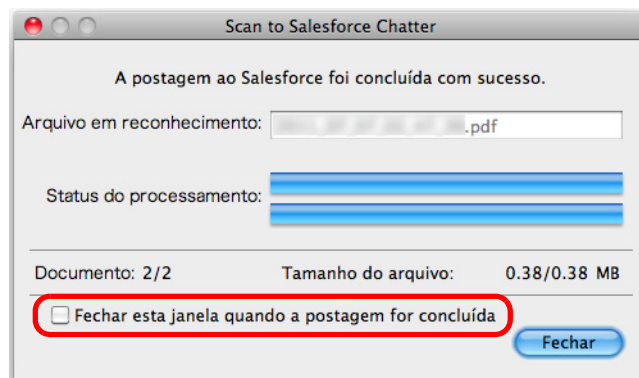 Scan to Salesforce Chatter
A postagem ao Salesforce foi concluída com sucesso.
Arquivo em reconhecimento: .pdf
Status do processamento:
Documento: 2/2 Tamanho do arquivo: 0.38/0.38 MB
Fechar esta janela quando a postagem for concluída
Fechar